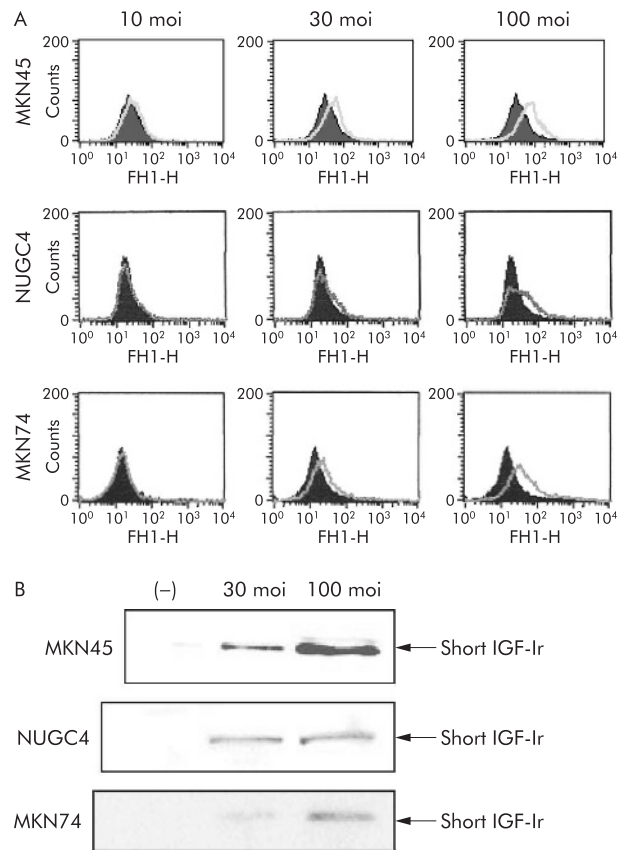 A
10 moi 30 moi 100 moi
MKN45
Counts
200 200 200
0 0 0
10⁰ 10¹ 10² 10³ 10⁴ 10⁰ 10¹ 10² 10³ 10⁴ 10⁰ 10¹ 10² 10³ 10⁴
FH1-H FH1-H FH1-H
NUGC4
Counts
200 200 200
0 0 0
10⁰ 10¹ 10² 10³ 10⁴ 10⁰ 10¹ 10² 10³ 10⁴ 10⁰ 10¹ 10² 10³ 10⁴
FH1-H FH1-H FH1-H
MKN74
Counts
200 200 200
0 0 0
10⁰ 10¹ 10² 10³ 10⁴ 10⁰ 10¹ 10² 10³ 10⁴ 10⁰ 10¹ 10² 10³ 10⁴
FH1-H FH1-H FH1-H
B
(–) 30 moi 100 moi
MKN45 Short IGF-Ir
NUGC4 Short IGF-Ir
MKN74 Short IGF-Ir